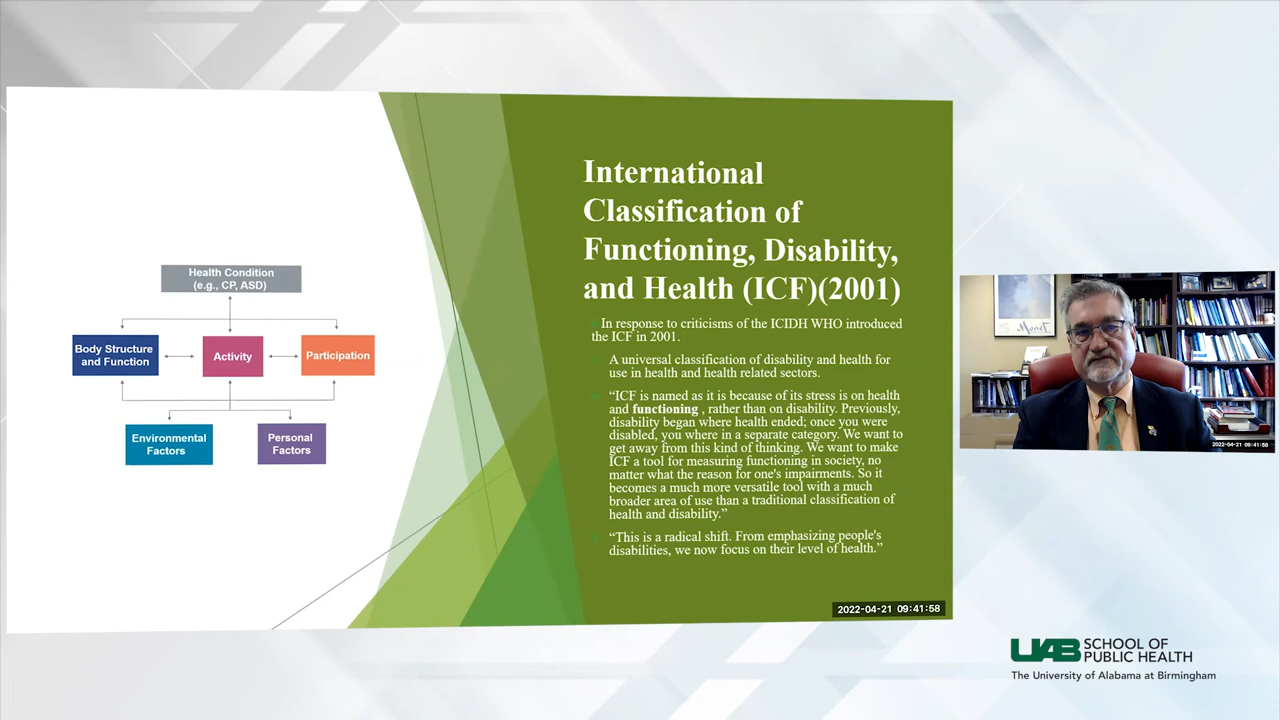 International
Classification of
Functioning, Disability,
and Health (ICF)(2001)
In response to criticisms of the ICIDH WHO introduced
the ICF in 2001.
A universal classification of disability and health for
use in health and health related sectors.
“ICF is named as it is because of its stress is on health
and functioning , rather than on disability. Previously,
disability began where health ended; once you were
disabled, you where in a separate category. We want to
get away from this kind of thinking. We want to make
ICF a tool for measuring functioning in society, no
matter what the reason for one's impairments. So it
becomes a much more versatile tool with a much
broader area of use than a traditional classification of
health and disability.”
“This is a radical shift. From emphasizing people's
disabilities, we now focus on their level of health.”
Health Condition
(e.g., CP, ASD)
Body Structure
and Function
Activity
Participation
Environmental
Factors
Personal
Factors
2022-04-21 09:41:58
2022-04-21 09:41:58
UAB SCHOOL OF
PUBLIC HEALTH
The University of Alabama at Birmingham